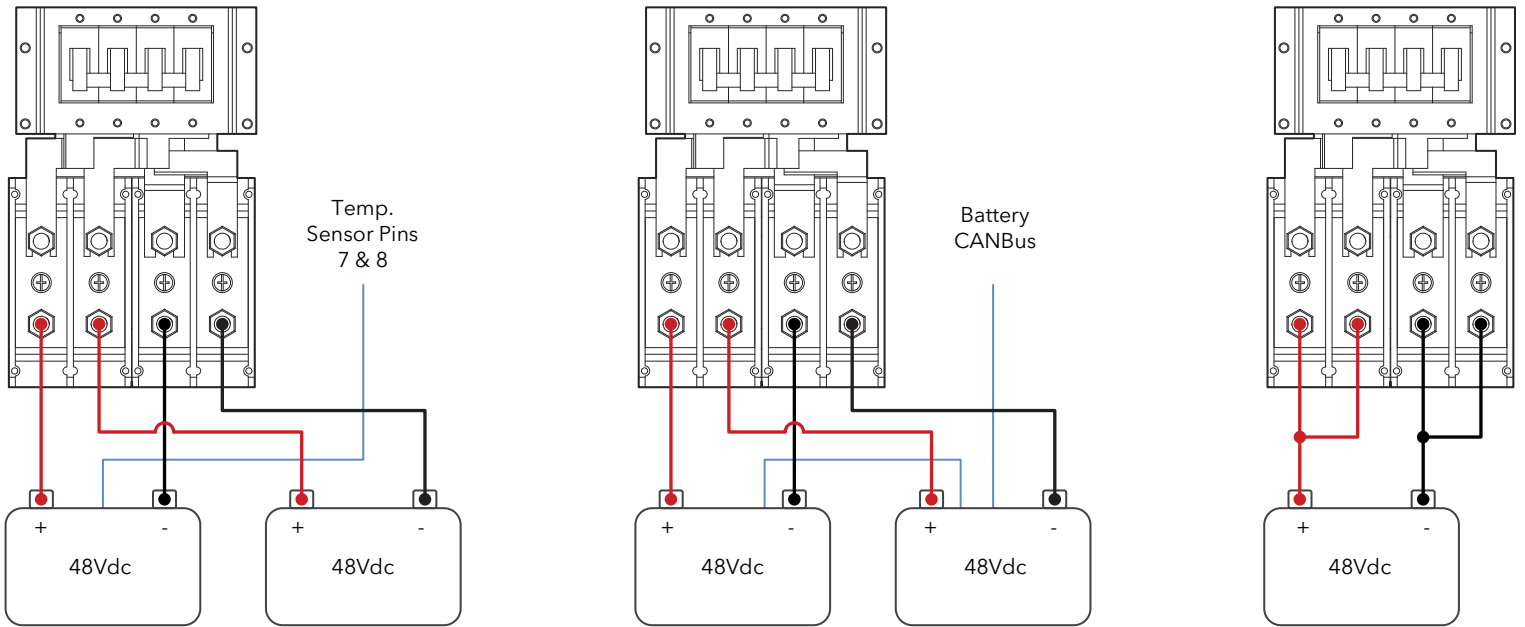 Temp.
Sensor Pins
7 & 8
+
-
48Vdc
+
-
48Vdc
Battery
CANBus
+
-
48Vdc
+
-
48Vdc
+
-
48Vdc